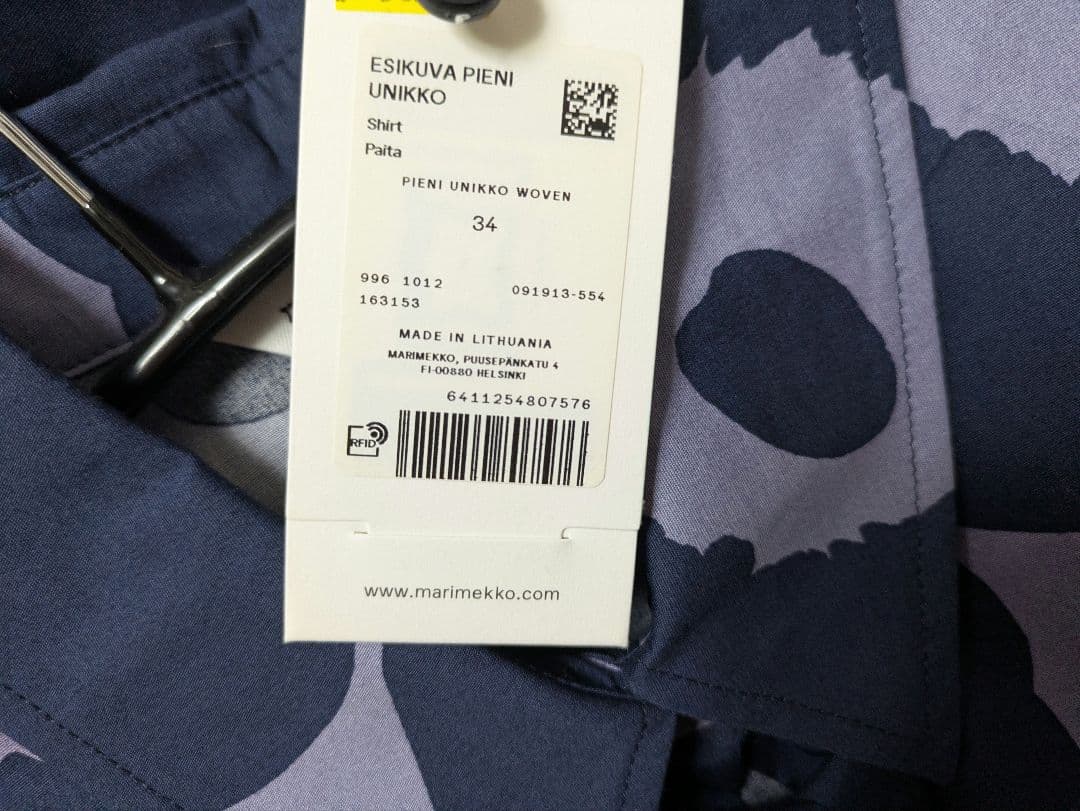 ESIKUVA PIENI
UNIKKO
Shirt
Paita
PIENI UNIKKO WOVEN
34
996 1012
091913-554
163153
MADE IN LITHUANIA
MARIMEKKO, PUUSEPÄNKATU 4
FI-00880 HELSINKI
6411254807576
RFID
www.marimekko.com